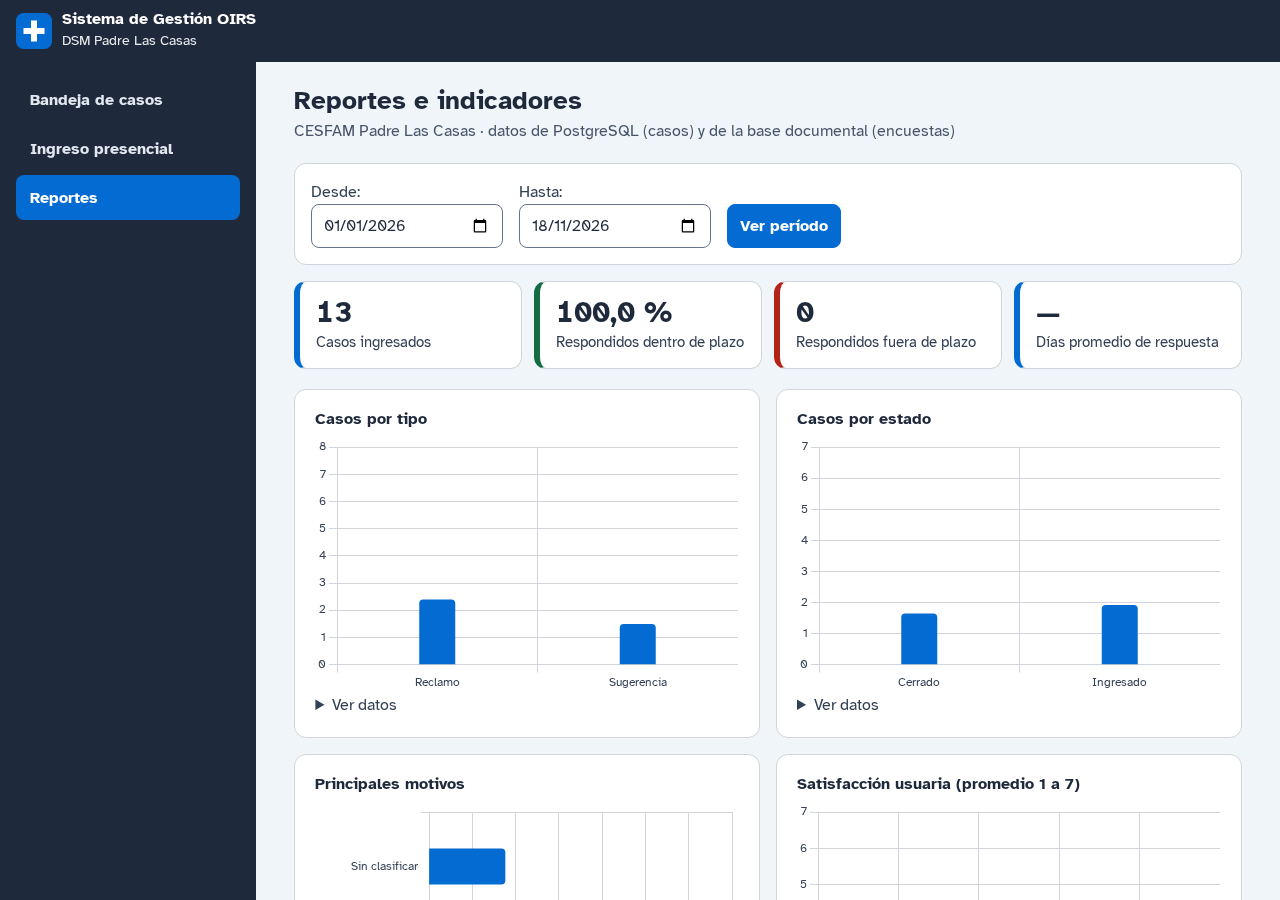 Sistema de Gestión OIRS
DSM Padre Las Casas
Bandeja de casos
Ingreso presencial
Reportes
Reportes e indicadores
CESFAM Padre Las Casas · datos de PostgreSQL (casos) y de la base documental (encuestas)
Desde:
Hasta:
01/01/2026
18/11/2026
Ver período
13
Casos ingresados
100,0 %
Respondidos dentro de plazo
0
Respondidos fuera de plazo
—
Días promedio de respuesta
Casos por tipo
8
7
6
5
4
3
2
1
0
Reclamo
Sugerencia
Ver datos
Casos por estado
7
6
5
4
3
2
1
0
Cerrado
Ingresado
Ver datos
Principales motivos
Sin clasificar
Satisfacción usuaria (promedio 1 a 7)
7
6
5